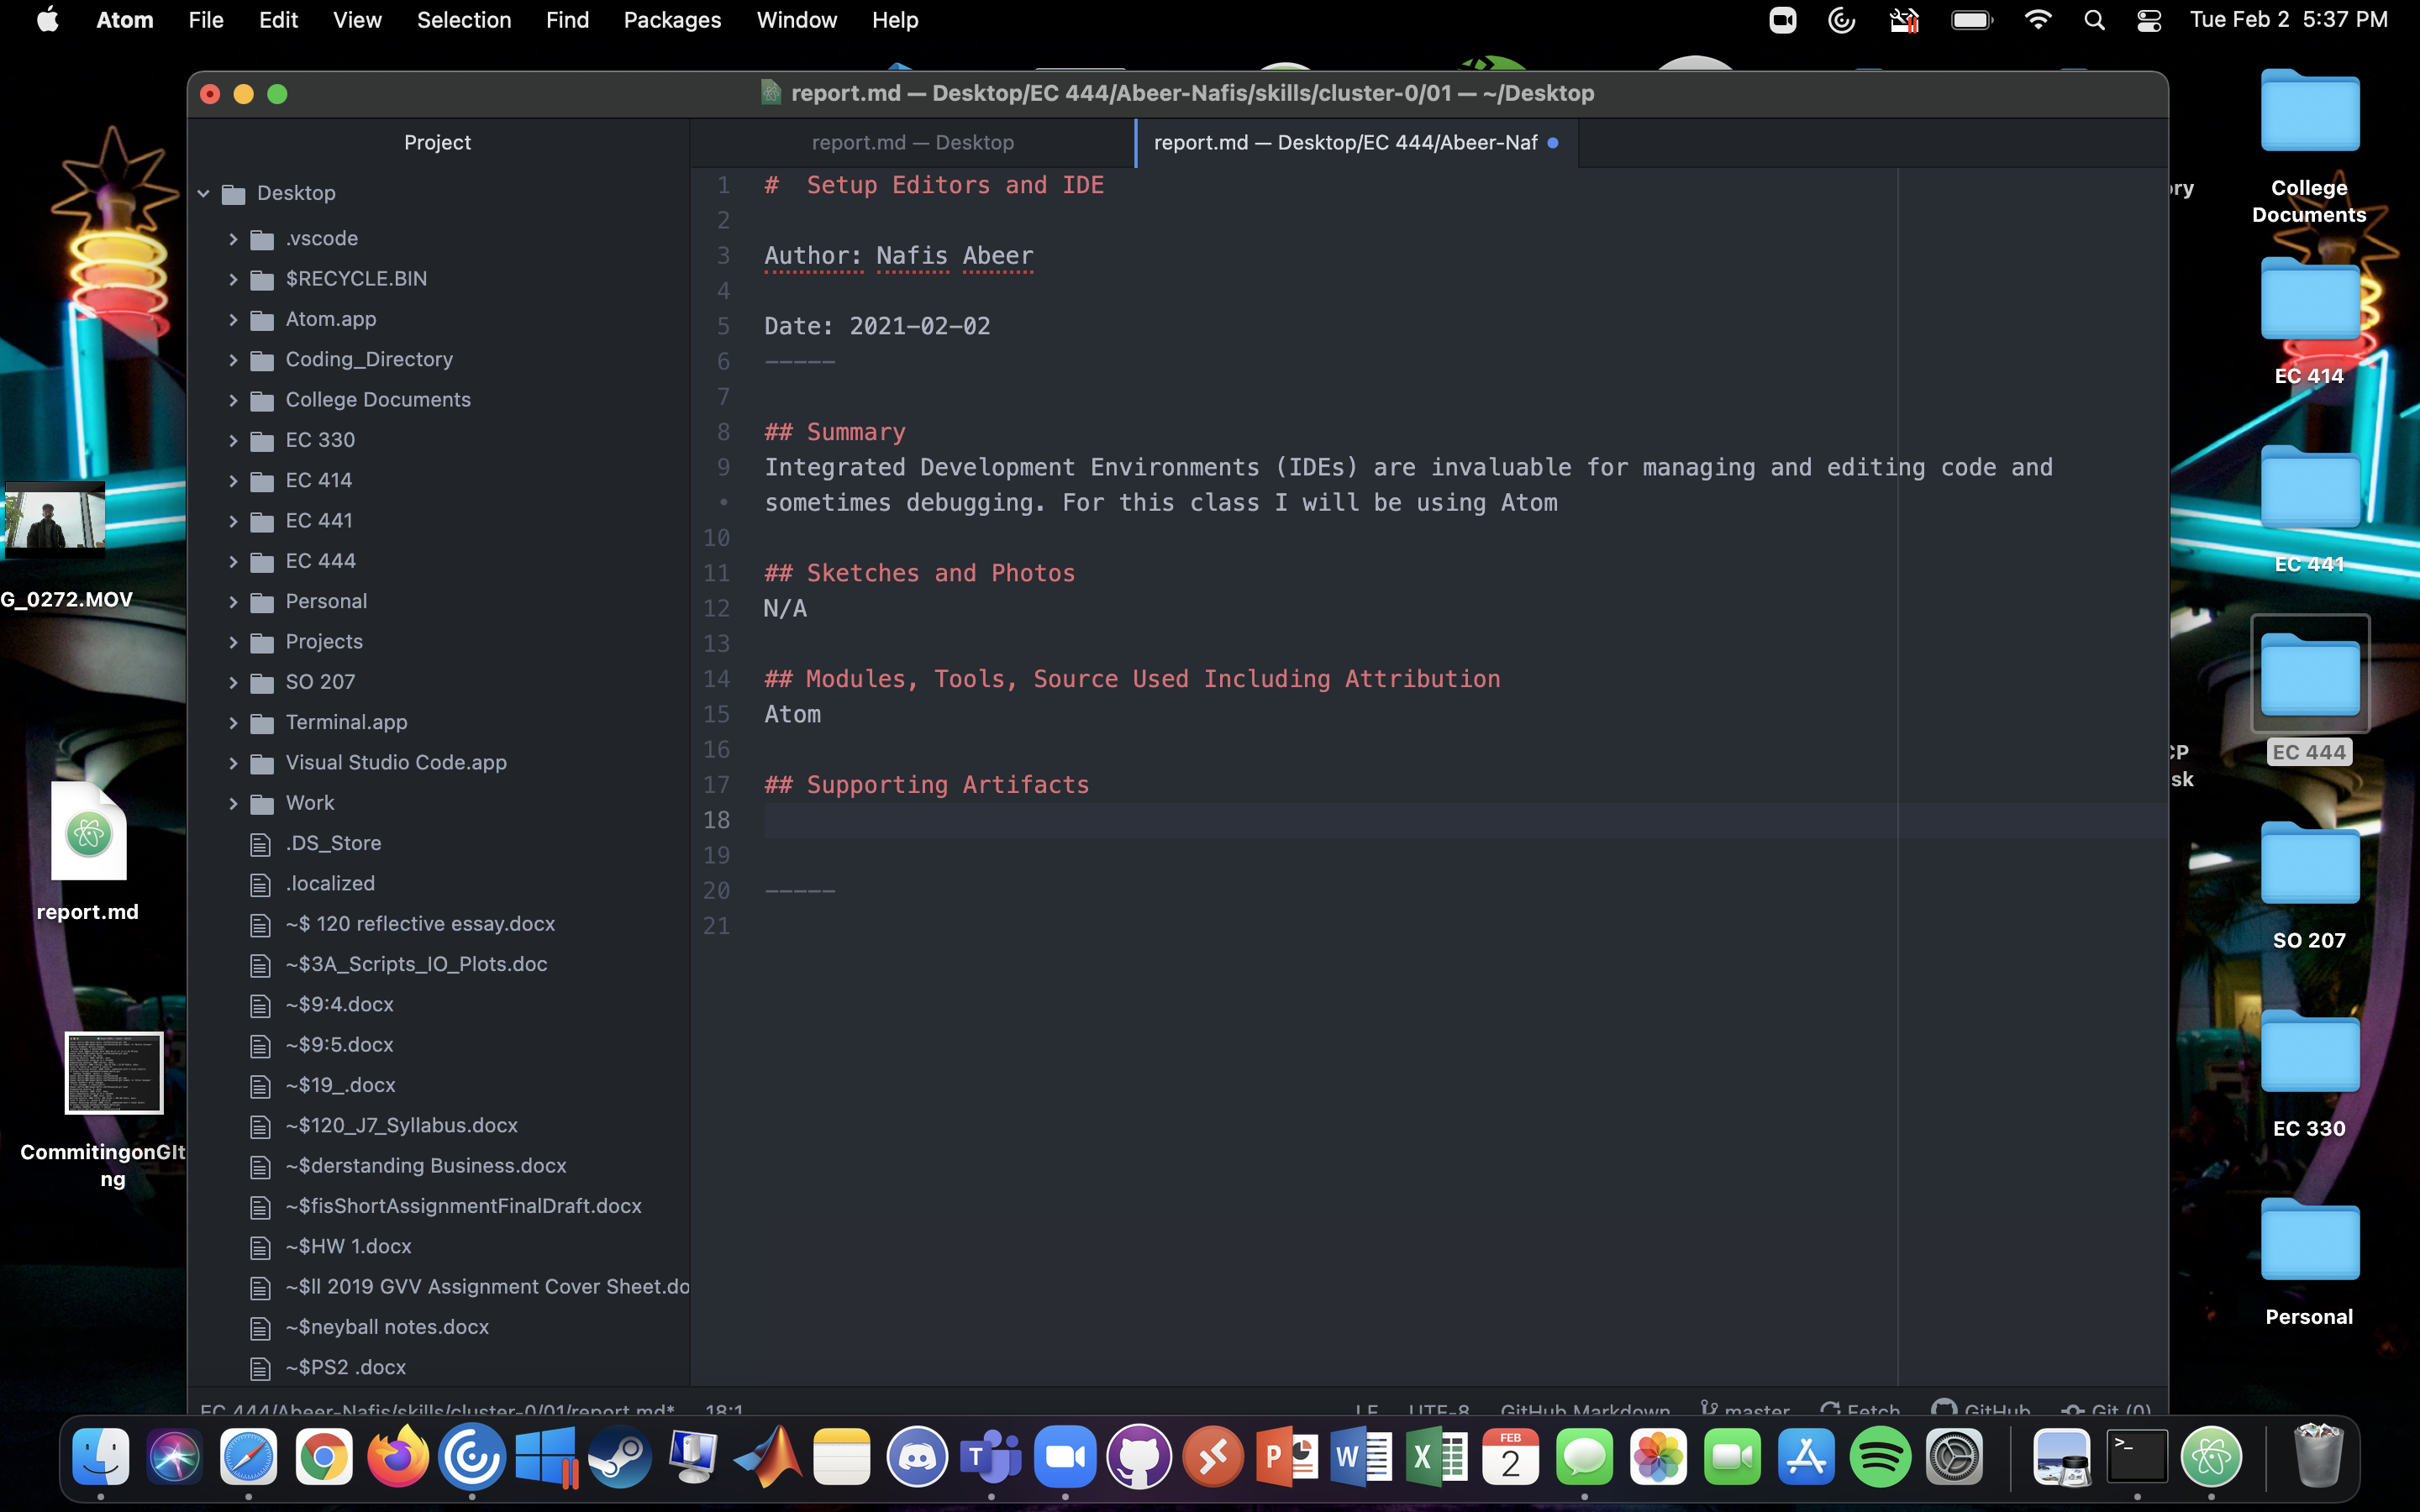 Atom File Edit View Selection Find Packages Window Help
Tue Feb 2 5:37 PM
report.md — Desktop/EC 444/Abeer-Nafis/skills/cluster-0/01 — ~/Desktop
Project
report.md — Desktop
report.md — Desktop/EC 444/Abeer-Naf
Desktop
.vscode
$RECYCLE.BIN
Atom.app
Coding_Directory
College Documents
EC 330
EC 414
EC 441
EC 444
Personal
Projects
SO 207
Terminal.app
Visual Studio Code.app
Work
.DS_Store
.localized
~$ 120 reflective essay.docx
~$3A_Scripts_IO_Plots.doc
~$9:4.docx
~$9:5.docx
~$19_.docx
~$120_J7_Syllabus.docx
~$derstanding Business.docx
~$fisShortAssignmentFinalDraft.docx
~$HW 1.docx
~$ll 2019 GVV Assignment Cover Sheet.do
~$neyball notes.docx
~$PS2 .docx
1 # Setup Editors and IDE
2
3 Author: Nafis Abeer
4
5 Date: 2021-02-02
6 -----
7
8 ## Summary
9 Integrated Development Environments (IDEs) are invaluable for managing and editing code and
• sometimes debugging. For this class I will be using Atom
10
11 ## Sketches and Photos
12 N/A
13
14 ## Modules, Tools, Source Used Including Attribution
15 Atom
16
17 ## Supporting Artifacts
18
19
20 -----
21
EC 444/Abeer-Nafis/skills/cluster-0/01/report.md* 18:1
LF UTF-8 GitHub Markdown master Fetch GitHub Git (0)
G_0272.MOV
report.md
CommitingonGIt
ng
College
Documents
ory
EC 414
EC 441
EC 444
CP
sk
SO 207
EC 330
Personal
FEB
2